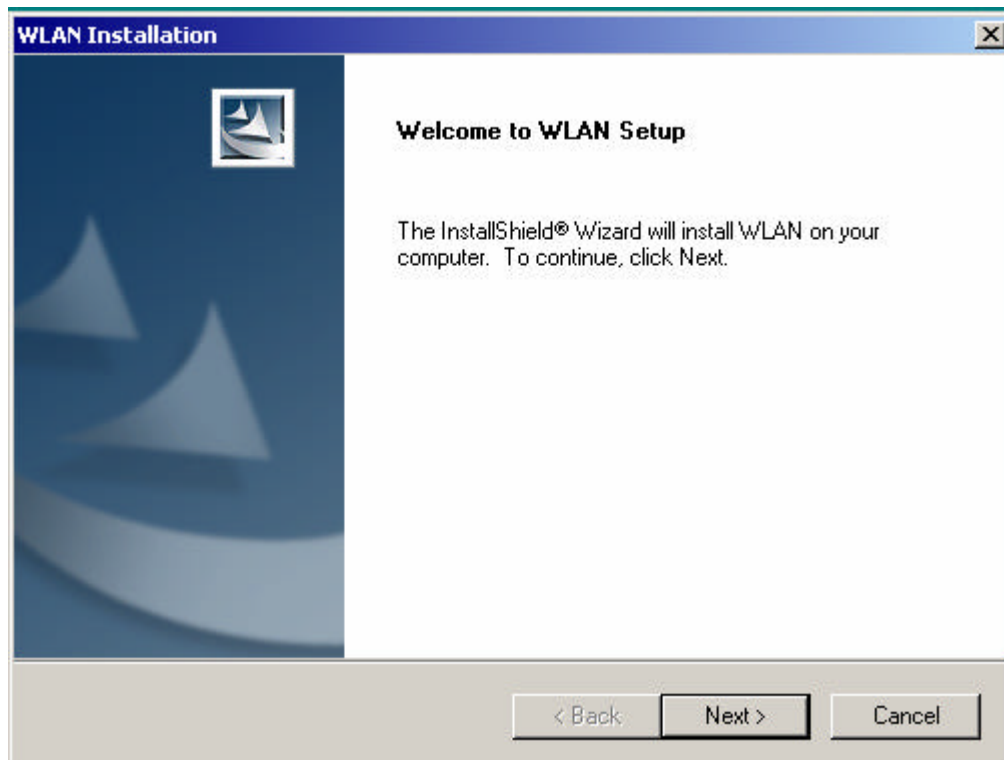 WLAN Installation
Welcome to WLAN Setup
The InstallShield® Wizard will install WLAN on your
computer.  To continue, click Next.
< Back
Next >
Cancel